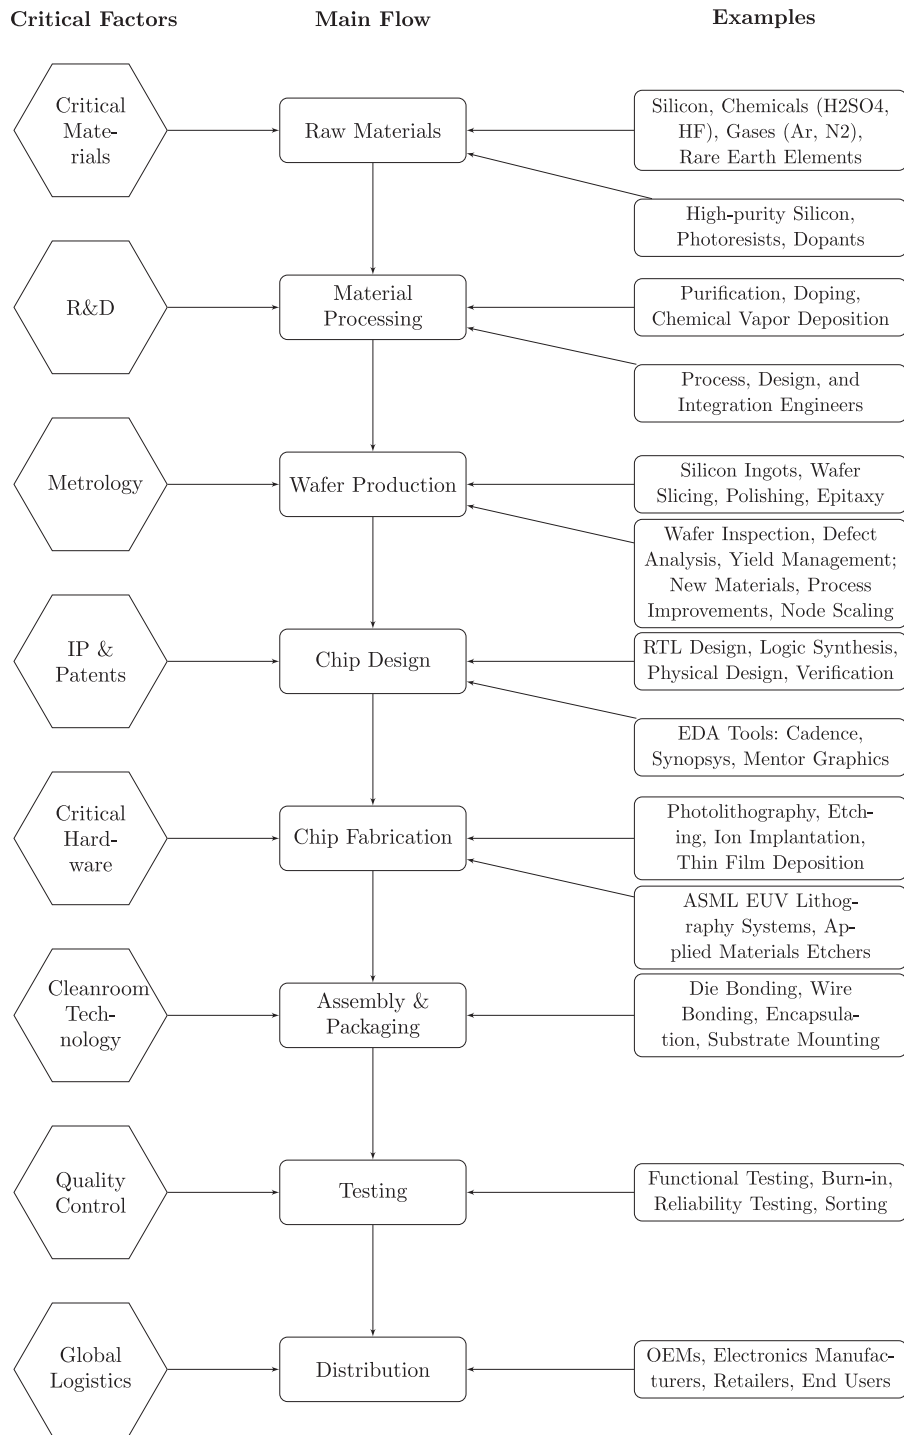 Critical Factors
Main Flow
Examples
Critical
Mate-
rials
Raw Materials
Silicon, Chemicals (H2SO4,
HF), Gases (Ar, N2),
Rare Earth Elements
High-purity Silicon,
Photoresists, Dopants
R&D
Material
Processing
Purification, Doping,
Chemical Vapor Deposition
Process, Design, and
Integration Engineers
Metrology
Wafer Production
Silicon Ingots, Wafer
Slicing, Polishing, Epitaxy
Wafer Inspection, Defect
Analysis, Yield Management;
New Materials, Process
Improvements, Node Scaling
IP &
Patents
Chip Design
RTL Design, Logic Synthesis,
Physical Design, Verification
EDA Tools: Cadence,
Synopsys, Mentor Graphics
Critical
Hard-
ware
Chip Fabrication
Photolithography, Etch-
ing, Ion Implantation,
Thin Film Deposition
ASML EUV Lithog-
raphy Systems, Ap-
plied Materials Etchers
Cleanroom
Tech-
nology
Assembly &
Packaging
Die Bonding, Wire
Bonding, Encapsula-
tion, Substrate Mounting
Quality
Control
Testing
Functional Testing, Burn-in,
Reliability Testing, Sorting
Global
Logistics
Distribution
OEMs, Electronics Manufac-
turers, Retailers, End Users